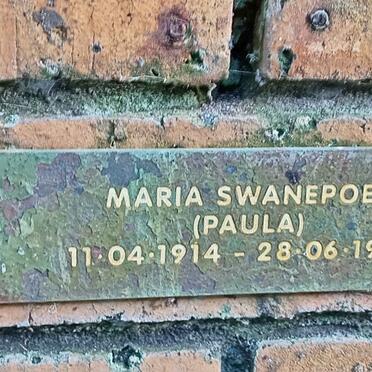 MARIA SWANEPOE
(PAULA)
11·04·1914 - 28·06·19